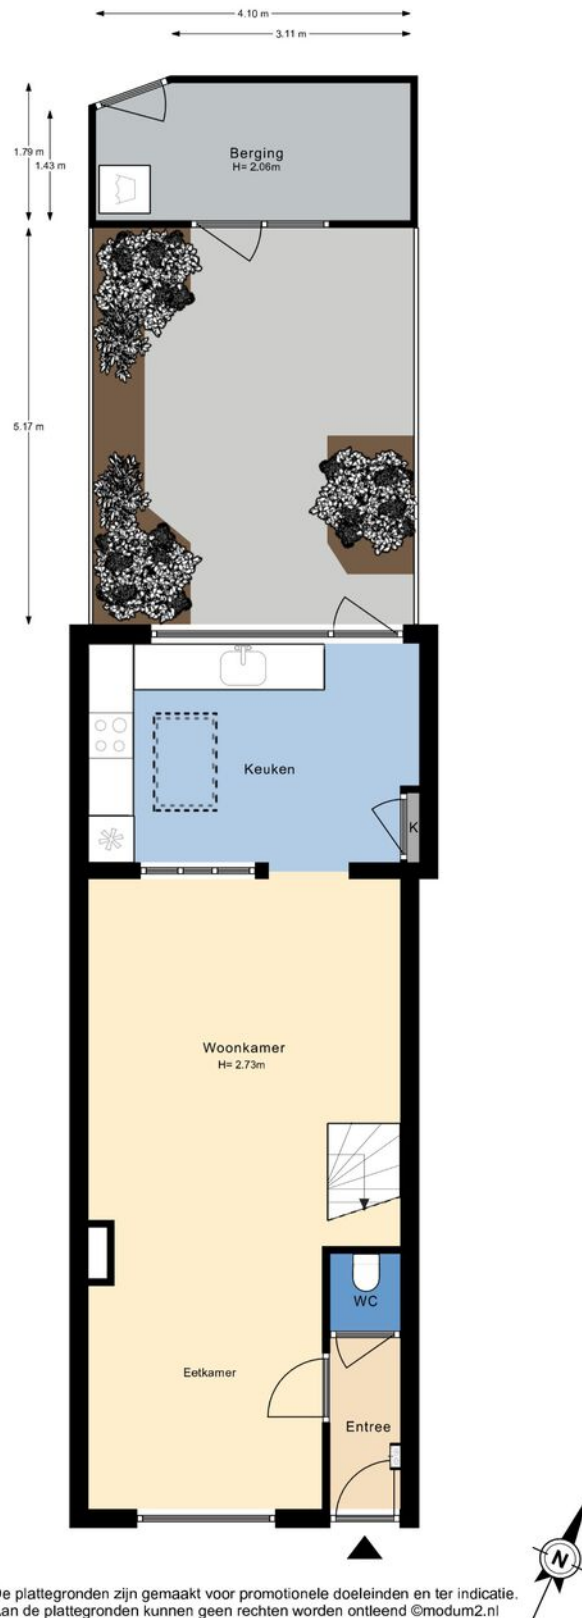 4.10 m
3.11 m
1.79 m
1.43 m
Berging
H= 2.06m
5.17 m
Keuken
K
Woonkamer
H= 2.73m
WC
Eetkamer
Entree
N
De plattegronden zijn gemaakt voor promotionele doeleinden en ter indicatie.
Aan de plattegronden kunnen geen rechten worden ontleend ©modum2.nl